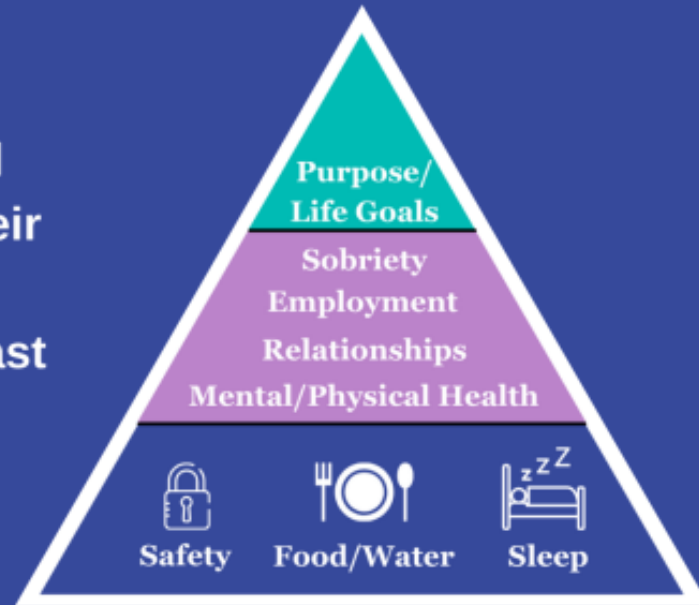 eir
ast
Purpose/
Life Goals
Sobriety
Employment
Relationships
Mental/Physical Health
z z Z
Safety Food/Water Sleep